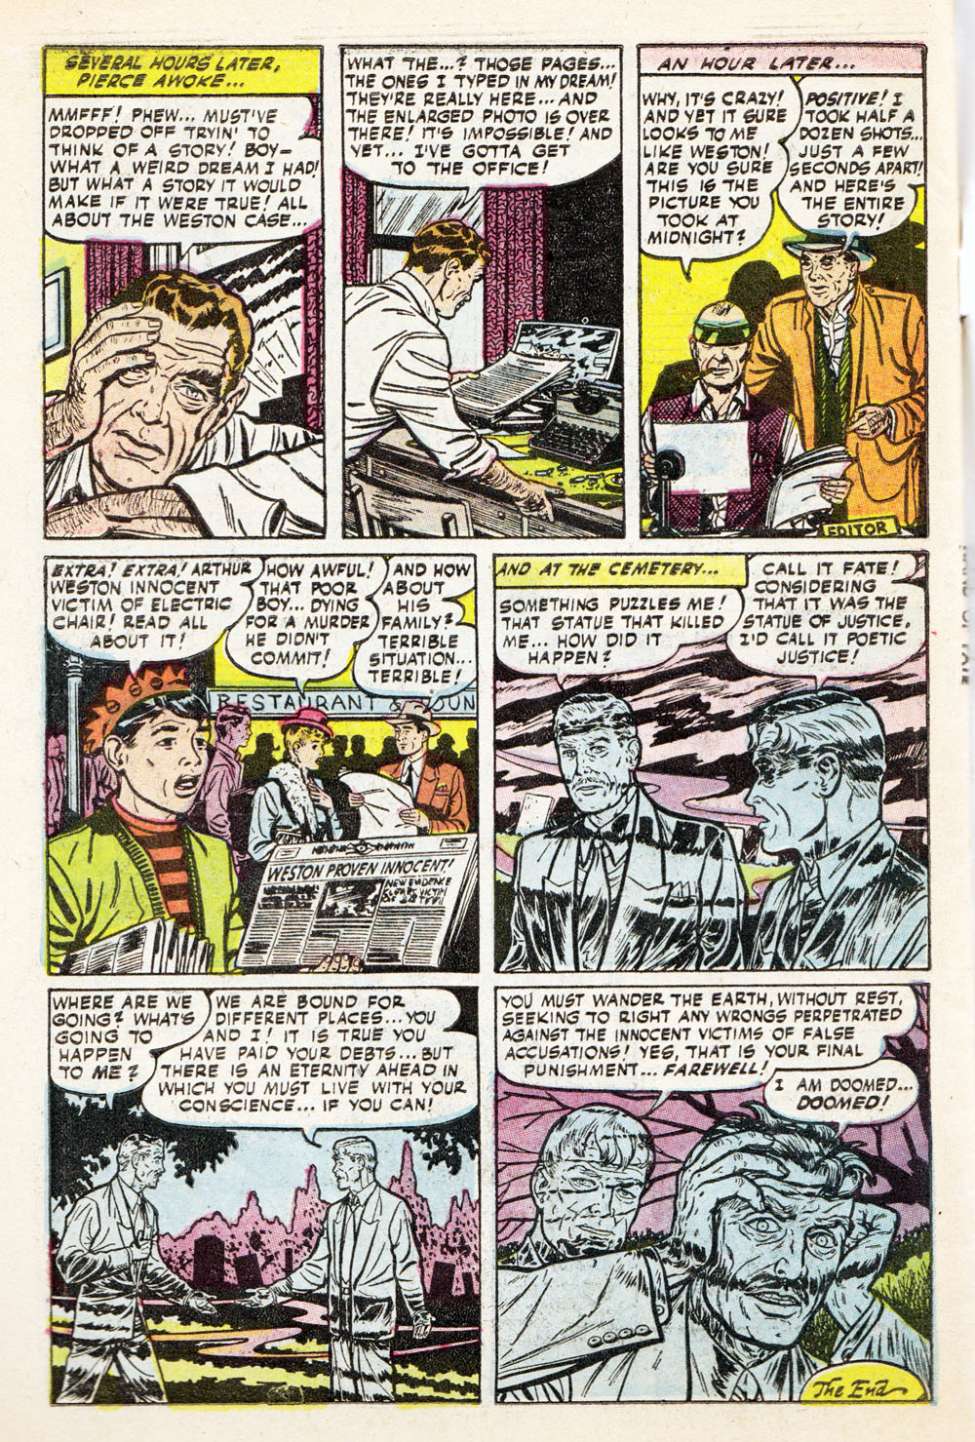 SEVERAL HOURS LATER,
PIERCE AWOKE...
MMFFF! PHEW... MUST'VE
DROPPED OFF TRYIN' TO
THINK OF A STORY! BOY—
WHAT A WEIRD DREAM I HAD!
BUT WHAT A STORY IT WOULD
MAKE IF IT WERE TRUE! ALL
ABOUT THE WESTON CASE...
WHAT THE...? THOSE PAGES...
THE ONES I TYPED IN MY DREAM!
THEY'RE REALLY HERE... AND
THE ENLARGED PHOTO IS OVER
THERE! IT'S IMPOSSIBLE! AND
YET... I'VE GOTTA GET
TO THE OFFICE!
AN HOUR LATER...
WHY, IT'S CRAZY!
AND YET IT SURE
LOOKS TO ME
LIKE WESTON!
ARE YOU SURE
THIS IS THE
PICTURE YOU
TOOK AT
MIDNIGHT?
POSITIVE! I
TOOK HALF A
DOZEN SHOTS...
JUST A FEW
SECONDS APART!
AND HERE'S
THE ENTIRE
STORY!
EDITOR
EXTRA! EXTRA! ARTHUR
WESTON INNOCENT
VICTIM OF ELECTRIC
CHAIR! READ ALL
ABOUT IT!
HOW AWFUL!
THAT POOR
BOY... DYING
FOR A MURDER
HE DIDN'T
COMMIT!
AND HOW
ABOUT
HIS
FAMILY?
TERRIBLE
SITUATION...
TERRIBLE!
RESTAURANT &
WESTON PROVEN INNOCENT!
NEW EVIDENCE
AND AT THE CEMETERY...
SOMETHING PUZZLES ME!
THAT STATUE THAT KILLED
ME... HOW DID IT
HAPPEN?
CALL IT FATE!
CONSIDERING
THAT IT WAS THE
STATUE OF JUSTICE,
I'D CALL IT POETIC
JUSTICE!
WHERE ARE WE
GOING? WHAT'S
GOING TO
HAPPEN
TO ME?
WE ARE BOUND FOR
DIFFERENT PLACES... YOU
AND I! IT IS TRUE YOU
HAVE PAID YOUR DEBTS... BUT
THERE IS AN ETERNITY AHEAD IN
WHICH YOU MUST LIVE WITH YOUR
CONSCIENCE... IF YOU CAN!
YOU MUST WANDER THE EARTH, WITHOUT REST,
SEEKING TO RIGHT ANY WRONGS PERPETRATED
AGAINST THE INNOCENT VICTIMS OF FALSE
ACCUSATIONS! YES, THAT IS YOUR FINAL
PUNISHMENT... FAREWELL!
I AM DOOMED...
DOOMED!
The End